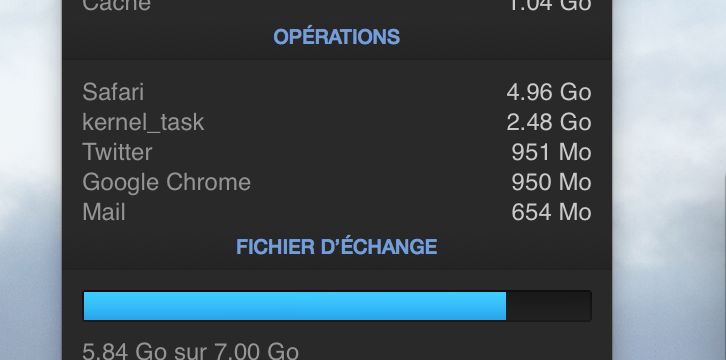 Cache 1.04 Go
OPÉRATIONS
Safari 4.96 Go
kernel_task 2.48 Go
Twitter 951 Mo
Google Chrome 950 Mo
Mail 654 Mo
FICHIER D’ÉCHANGE
5.84 Go sur 7.00 Go